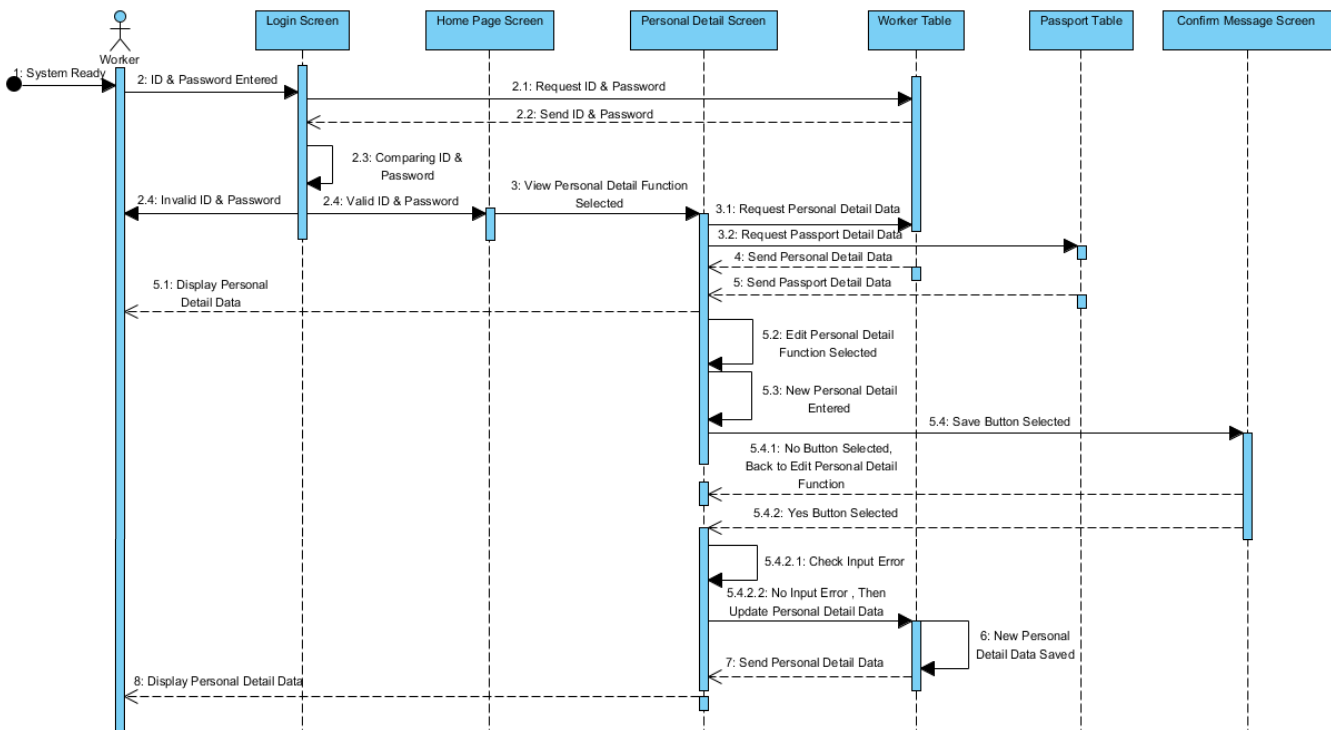 Login Screen
Home Page Screen
Personal Detail Screen
Worker Table
Passport Table
Confirm Message Screen
Worker
1: System Ready
2: ID & Password Entered
2.1: Request ID & Password
2.2: Send ID & Password
2.3: Comparing ID &
Password
2.4: Invalid ID & Password
2.4: Valid ID & Password
3: View Personal Detail Function
Selected
3.1: Request Personal Detail Data
3.2: Request Passport Detail Data
4: Send Personal Detail Data
5: Send Passport Detail Data
5.1: Display Personal
Detail Data
5.2: Edit Personal Detail
Function Selected
5.3: New Personal Detail
Entered
5.4: Save Button Selected
5.4.1: No Button Selected,
Back to Edit Personal Detail
Function
5.4.2: Yes Button Selected
5.4.2.1: Check Input Error
5.4.2.2: No Input Error , Then
Update Personal Detail Data
6: New Personal
Detail Data Saved
7: Send Personal Detail Data
8: Display Personal Detail Data